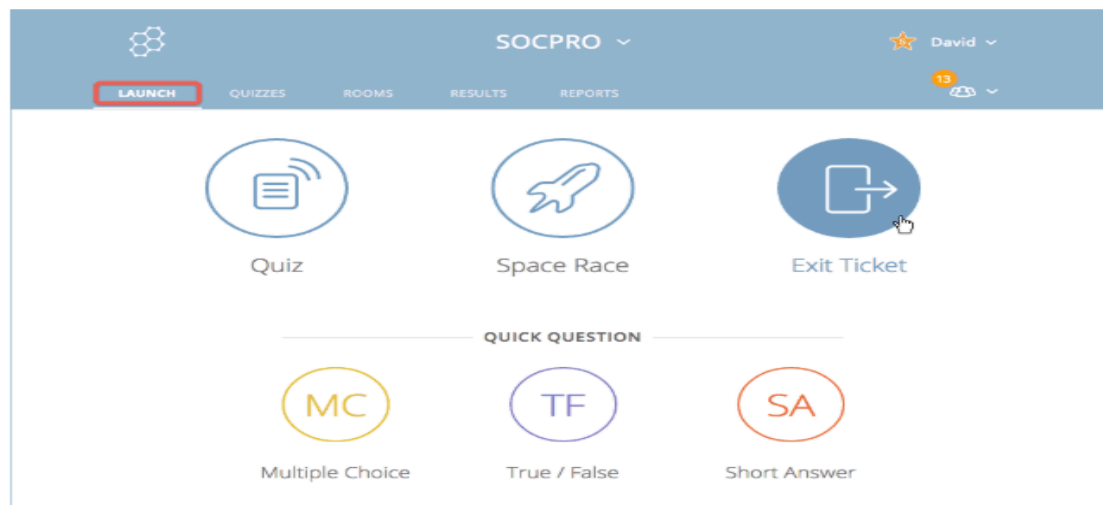 SOCPRO
David
LAUNCH QUIZZES ROOMS RESULTS REPORTS
13
Quiz Space Race Exit Ticket
QUICK QUESTION
MC TF SA
Multiple Choice True / False Short Answer